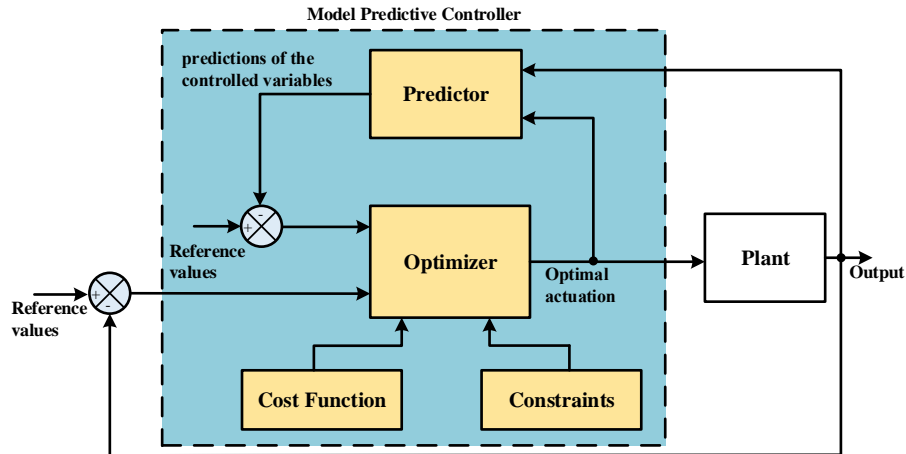 Model Predictive Controller
predictions of the
controlled variables
Predictor
-
+
Reference
values
Optimizer
Optimal
actuation
Plant
Output
+
-
Reference
values
Cost Function
Constraints